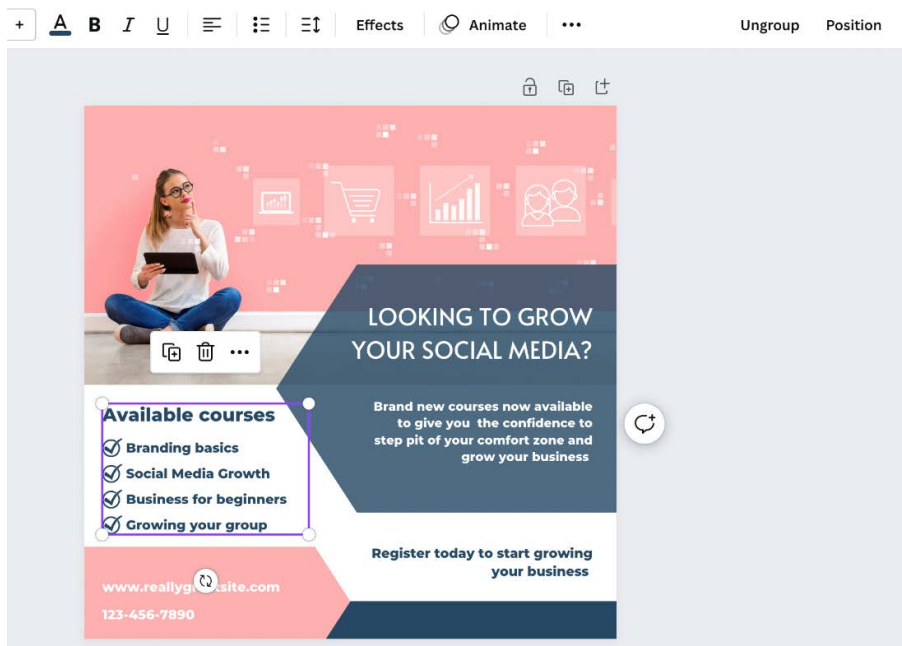 + A B I U Effects Animate Ungroup Position
LOOKING TO GROW
YOUR SOCIAL MEDIA?
Brand new courses now available
to give you the confidence to
step pit of your comfort zone and
grow your business
Available courses
Branding basics
Social Media Growth
Business for beginners
Growing your group
Register today to start growing
your business
123-456-7890